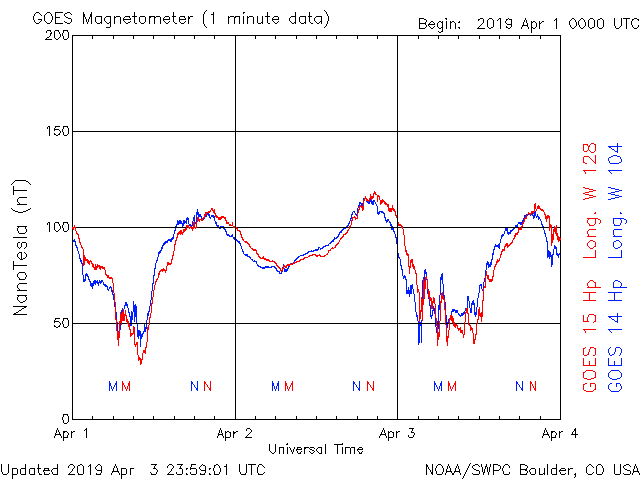 GOES Magnetometer (1 minute data)
Begin: 2019 Apr 1 0000 UTC
200
150
100
50
0
NanoTesla (nT)
M M N N M M N N M M N N
Apr 1 Apr 2 Apr 3 Apr 4
Universal Time
GOES 15 Hp Long. W 128
GOES 14 Hp Long. W 104
Updated 2019 Apr 3 23:59:01 UTC
NOAA/SWPC Boulder, CO USA